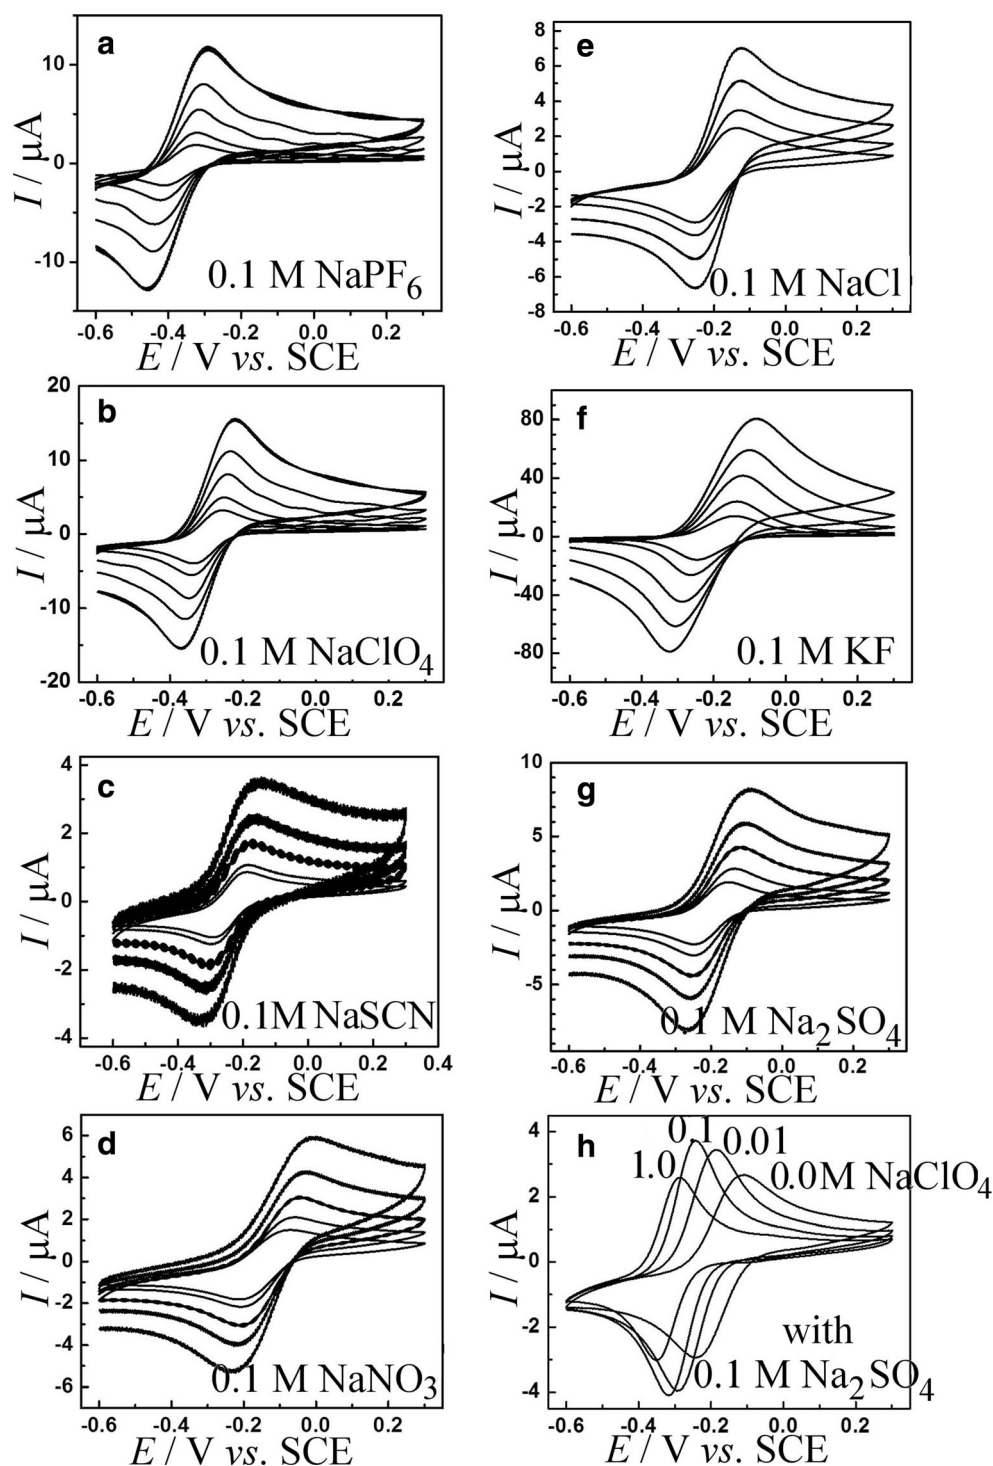 a
10
0
-10
I / µA
0.1 M NaPF6
-0.6 -0.4 -0.2 0.0 0.2
E / V vs. SCE
b
20
10
0
-10
-20
I / µA
0.1 M NaClO4
-0.6 -0.4 -0.2 0.0 0.2
E / V vs. SCE
c
4
2
0
-2
-4
I / µA
0.1M NaSCN
-0.6 -0.4 -0.2 0.0 0.2 0.4
E / V vs. SCE
d
6
4
2
0
-2
-4
-6
I / µA
0.1 M NaNO3
-0.6 -0.4 -0.2 0.0 0.2
E / V vs. SCE
e
8
6
4
2
0
-2
-4
-6
-8
I / µA
0.1 M NaCl
-0.6 -0.4 -0.2 0.0 0.2
E / V vs. SCE
f
80
40
0
-40
-80
I / µA
0.1 M KF
-0.6 -0.4 -0.2 0.0 0.2
E / V vs. SCE
g
10
5
0
-5
I / µA
0.1 M Na2SO4
-0.6 -0.4 -0.2 0.0 0.2
E / V vs. SCE
h
4
2
0
-2
-4
I / µA
0.1
0.01
1.0
0.0M NaClO4
with
0.1 M Na2SO4
-0.6 -0.4 -0.2 0.0 0.2
E / V vs. SCE